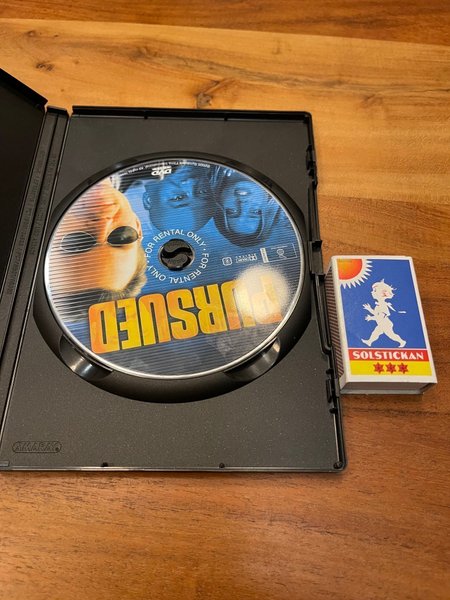 PURSUED
FOR RENTAL ONLY · FOR RENTAL ONLY ·
DVD
SOLSTICKAN
AMARAY